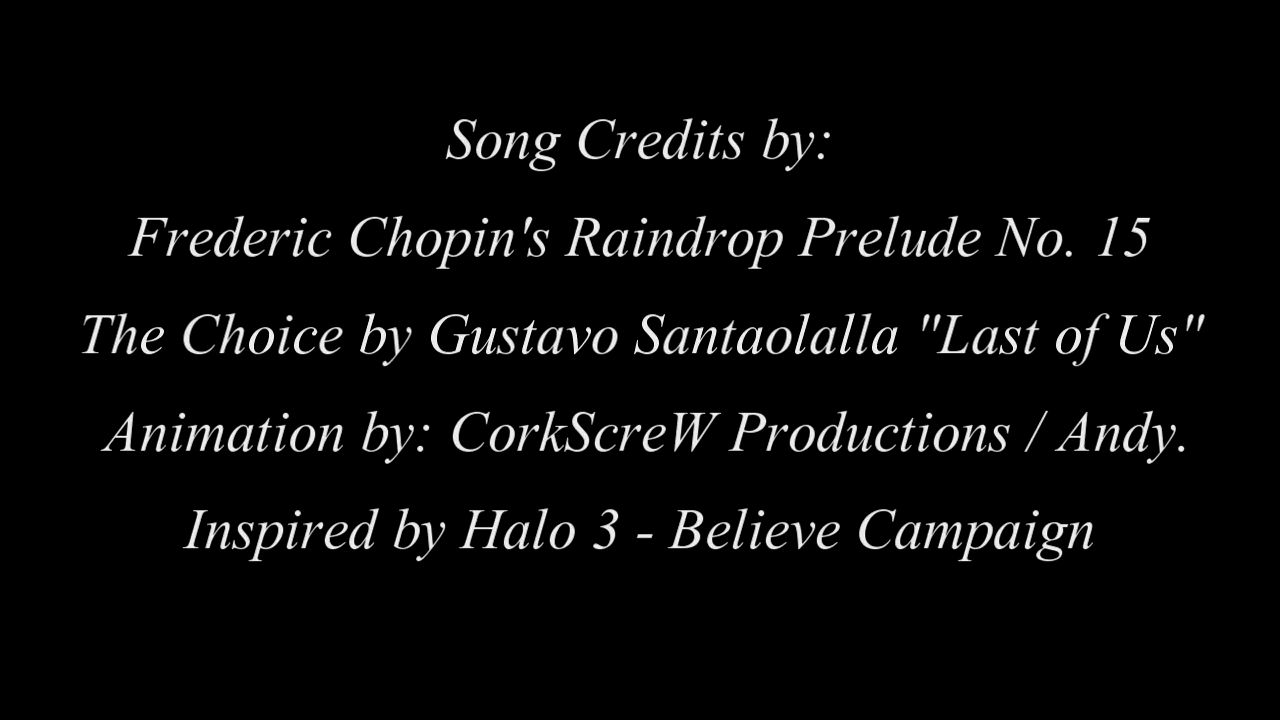 Song Credits by:
Frederic Chopin's Raindrop Prelude No. 15
The Choice by Gustavo Santaolalla "Last of Us"
Animation by: CorkScreW Productions / Andy.
Inspired by Halo 3 - Believe Campaign